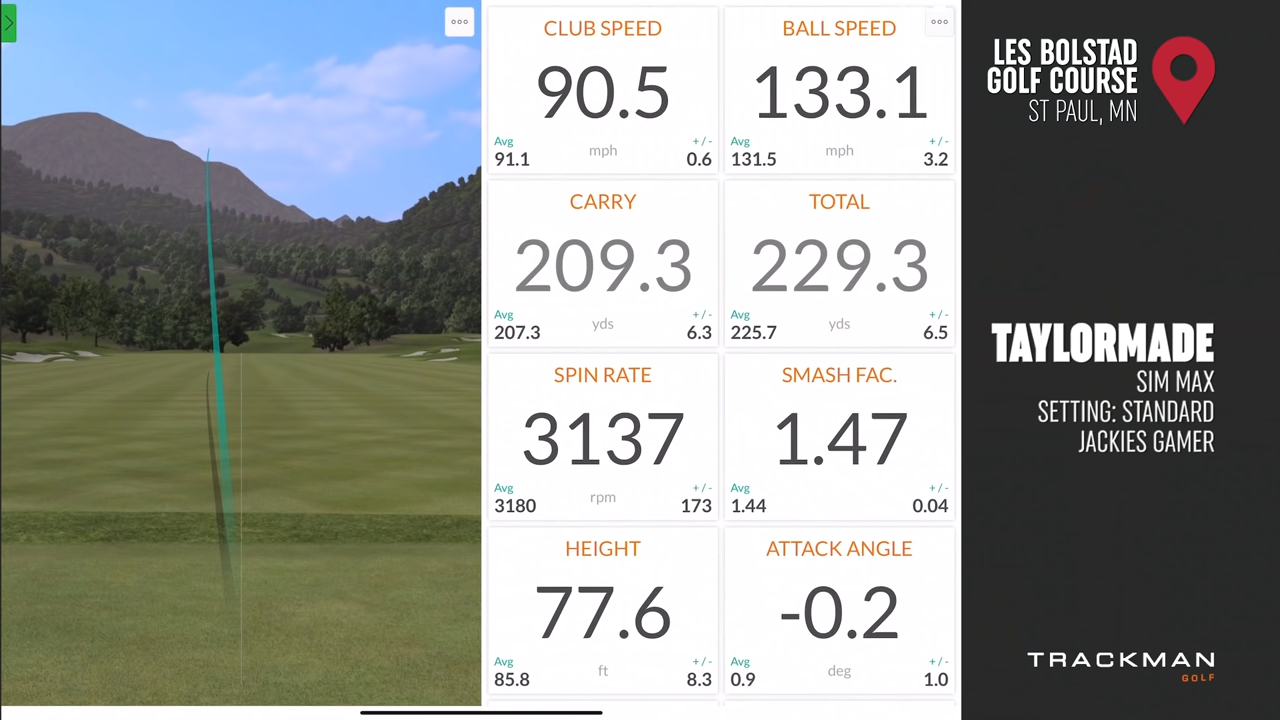 CLUB SPEED
90.5
Avg
91.1
mph
+ / -
0.6
BALL SPEED
133.1
Avg
131.5
mph
+ / -
3.2
CARRY
209.3
Avg
207.3
yds
+ / -
6.3
TOTAL
229.3
Avg
225.7
yds
+ / -
6.5
SPIN RATE
3137
Avg
3180
rpm
+ / -
173
SMASH FAC.
1.47
Avg
1.44
+ / -
0.04
HEIGHT
77.6
Avg
85.8
ft
+ / -
8.3
ATTACK ANGLE
-0.2
Avg
0.9
deg
+ / -
1.0
LES BOLSTAD
GOLF COURSE
ST PAUL, MN
TAYLORMADE
SIM MAX
SETTING: STANDARD
JACKIES GAMER
TRACKMAN
GOLF